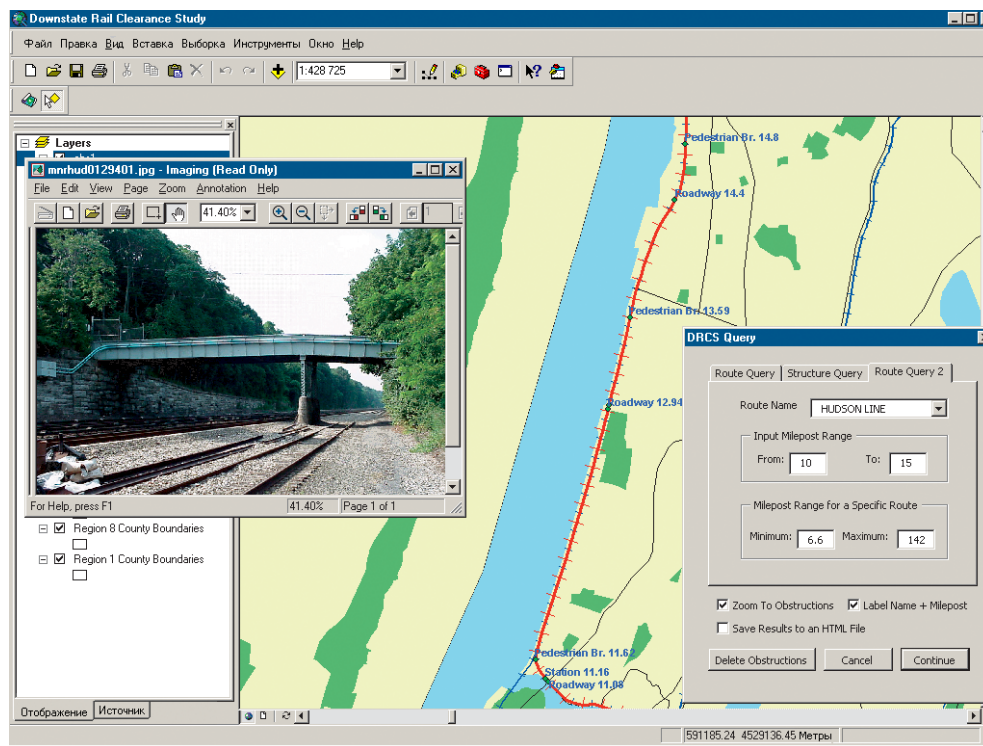 Downstate Rail Clearance Study
Файл Правка Вид Вставка Выборка Инструменты Окно Help
1:428 725
Layers
mnrhud0129401.jpg - Imaging (Read Only)
File Edit View Page Zoom Annotation Help
41.40%
1
For Help, press F1 41.40% Page 1 of 1
Region 8 County Boundaries
Region 1 County Boundaries
Отображение Источник
Pedestrian Br. 14.8
Roadway 14.4
Pedestrian Br. 13.59
Roadway 12.94
Pedestrian Br. 11.62
Station 11.16
Roadway 11.08
DRCS Query
Route Query Structure Query Route Query 2
Route Name HUDSON LINE
Input Milepost Range
From: 10 To: 15
Milepost Range for a Specific Route
Minimum: 6.6 Maximum: 142
Zoom To Obstructions Label Name + Milepost
Save Results to an HTML File
Delete Obstructions Cancel Continue
591185.24 4529136.45 Метры